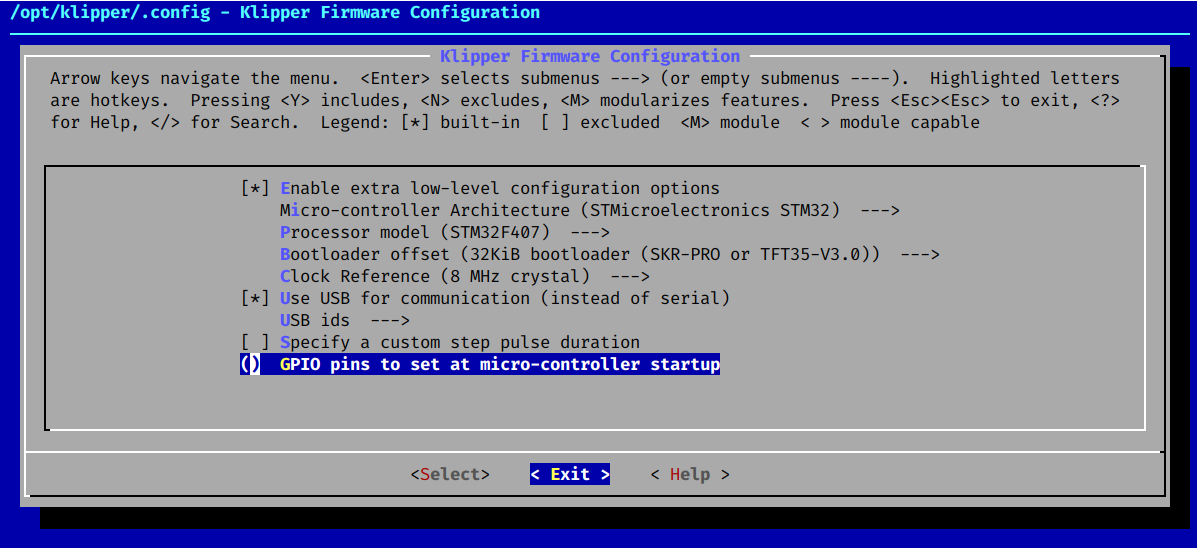 /opt/klipper/.config - Klipper Firmware Configuration
Klipper Firmware Configuration
Arrow keys navigate the menu.  <Enter> selects submenus ---> (or empty submenus ----).  Highlighted letters
are hotkeys.  Pressing <Y> includes, <N> excludes, <M> modularizes features.  Press <Esc><Esc> to exit, <?>
for Help, </> for Search.  Legend: [*] built-in  [ ] excluded  <M> module  < > module capable
[*] Enable extra low-level configuration options
Micro-controller Architecture (STMicroelectronics STM32)  --->
Processor model (STM32F407)  --->
Bootloader offset (32KiB bootloader (SKR-PRO or TFT35-V3.0))  --->
Clock Reference (8 MHz crystal)  --->
[*] Use USB for communication (instead of serial)
USB ids  --->
[ ] Specify a custom step pulse duration
()  GPIO pins to set at micro-controller startup
<Select>    < Exit >    < Help >